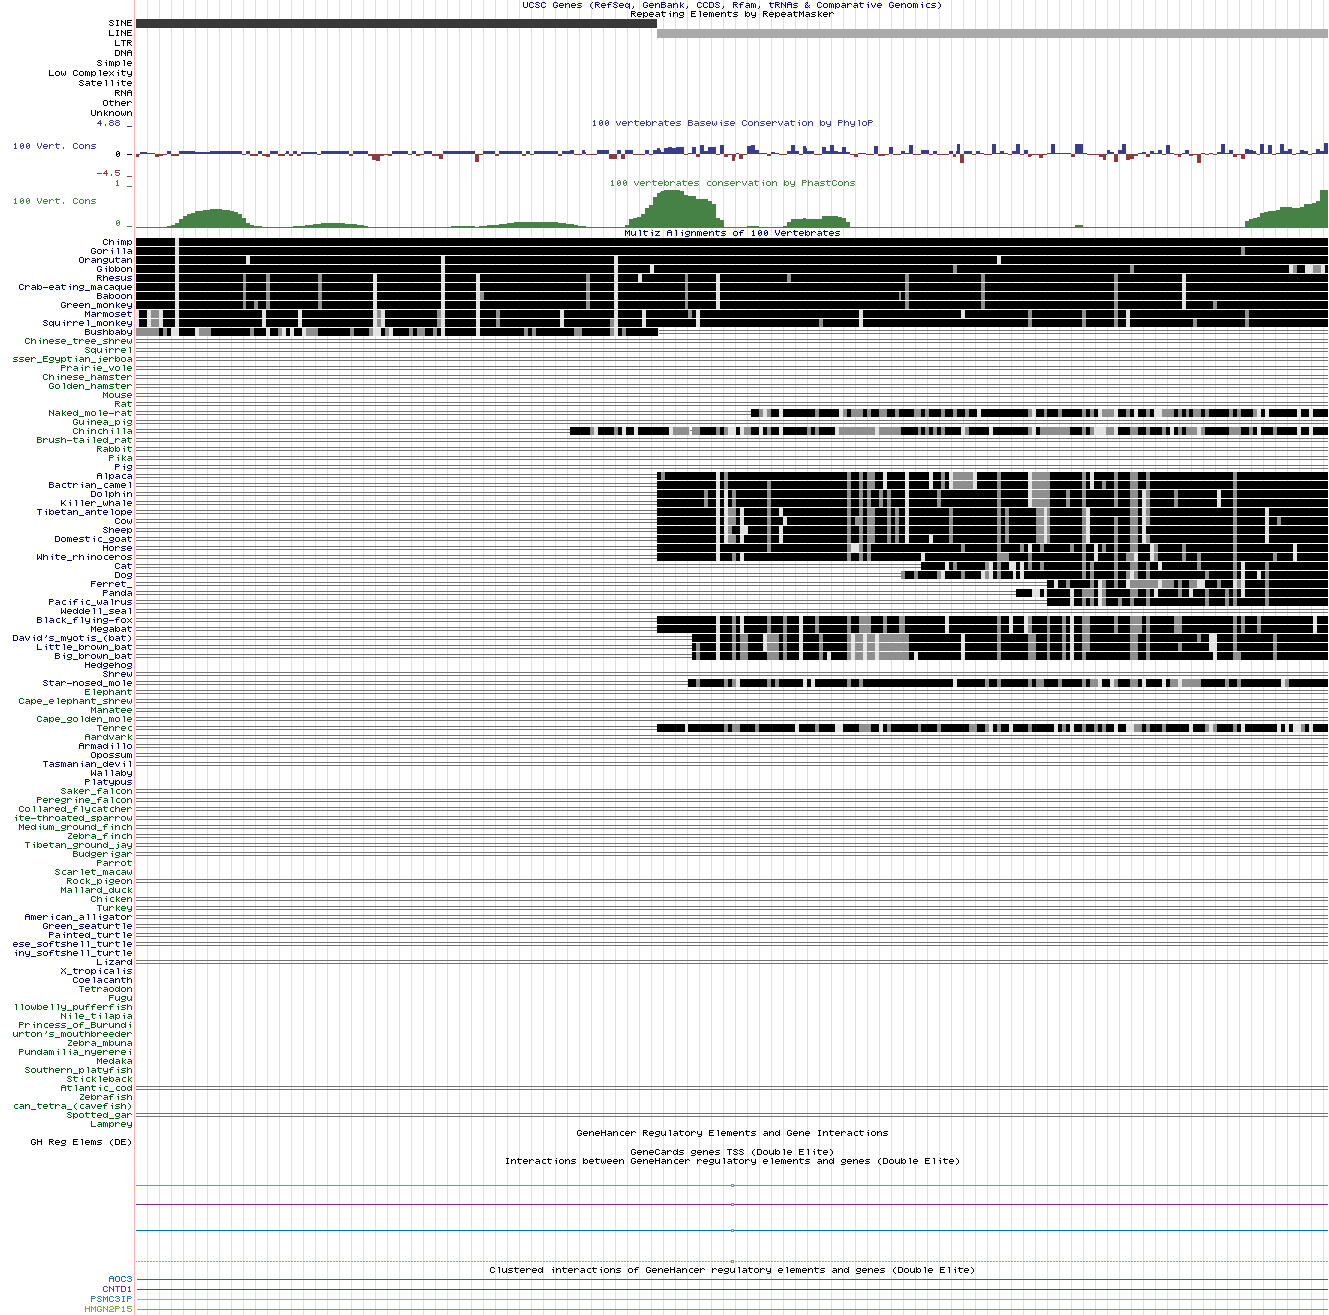 UCSC Genes (RefSeq, GenBank, CCDS, Rfam, tRNAs & Comparative Genomics)
Repeating Elements by RepeatMasker
SINE
LINE
LTR
DNA
Simple
Low Complexity
Satellite
RNA
Other
Unknown
100 vertebrates Basewise Conservation by PhyloP
4.88 _
100 Vert. Cons
0 _
-4.5 _
100 vertebrates conservation by PhastCons
1 _
100 Vert. Cons
0 _
Multiz Alignments of 100 Vertebrates
Chimp
Gorilla
Orangutan
Gibbon
Rhesus
Crab-eating_macaque
Baboon
Green_monkey
Marmoset
Squirrel_monkey
Bushbaby
Chinese_tree_shrew
Squirrel
sser_Egyptian_jerboa
Prairie_vole
Chinese_hamster
Golden_hamster
Mouse
Rat
Naked_mole-rat
Guinea_pig
Chinchilla
Brush-tailed_rat
Rabbit
Pika
Pig
Alpaca
Bactrian_camel
Dolphin
Killer_whale
Tibetan_antelope
Cow
Sheep
Domestic_goat
Horse
White_rhinoceros
Cat
Dog
Ferret_
Panda
Pacific_walrus
Weddell_seal
Black_flying-fox
Megabat
David's_myotis_(bat)
Little_brown_bat
Big_brown_bat
Hedgehog
Shrew
Star-nosed_mole
Elephant
Cape_elephant_shrew
Manatee
Cape_golden_mole
Tenrec
Aardvark
Armadillo
Opossum
Tasmanian_devil
Wallaby
Platypus
Saker_falcon
Peregrine_falcon
Collared_flycatcher
ite-throated_sparrow
Medium_ground_finch
Zebra_finch
Tibetan_ground_jay
Budgerigar
Parrot
Scarlet_macaw
Rock_pigeon
Mallard_duck
Chicken
Turkey
American_alligator
Green_seaturtle
Painted_turtle
ese_softshell_turtle
iny_softshell_turtle
Lizard
X_tropicalis
Coelacanth
Tetraodon
Fugu
llowbelly_pufferfish
Nile_tilapia
Princess_of_Burundi
urton's_mouthbreeder
Zebra_mbuna
Pundamilia_nyererei
Medaka
Southern_platyfish
Stickleback
Atlantic_cod
Zebrafish
can_tetra_(cavefish)
Spotted_gar
Lamprey
GeneHancer Regulatory Elements and Gene Interactions
GH Reg Elems (DE)
GeneCards genes TSS (Double Elite)
Interactions between GeneHancer regulatory elements and genes (Double Elite)
Clustered interactions of GeneHancer regulatory elements and genes (Double Elite)
AOC3
CNTD1
PSMC3IP
HMGN2P15